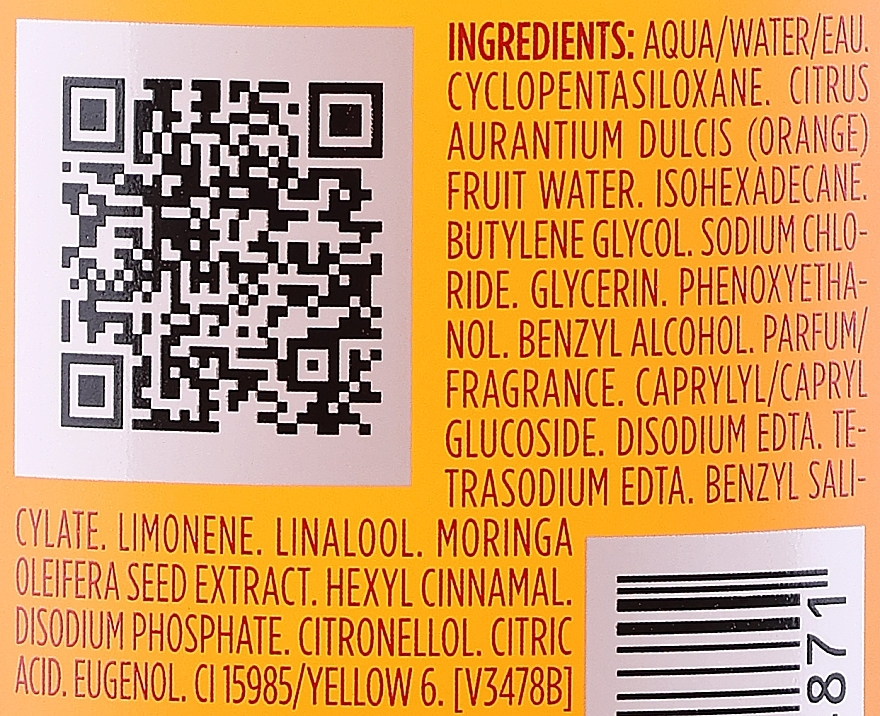 INGREDIENTS: AQUA/WATER/EAU.
CYCLOPENTASILOXANE. CITRUS
AURANTIUM DULCIS (ORANGE)
FRUIT WATER. ISOHEXADECANE.
BUTYLENE GLYCOL. SODIUM CHLO-
RIDE. GLYCERIN. PHENOXYETHA-
NOL. BENZYL ALCOHOL. PARFUM/
FRAGRANCE. CAPRYLYL/CAPRYL
GLUCOSIDE. DISODIUM EDTA. TE-
TRASODIUM EDTA. BENZYL SALI-
CYLATE. LIMONENE. LINALOOL. MORINGA
OLEIFERA SEED EXTRACT. HEXYL CINNAMAL.
DISODIUM PHOSPHATE. CITRONELLOL. CITRIC
ACID. EUGENOL. CI 15985/YELLOW 6. [V3478B]
871